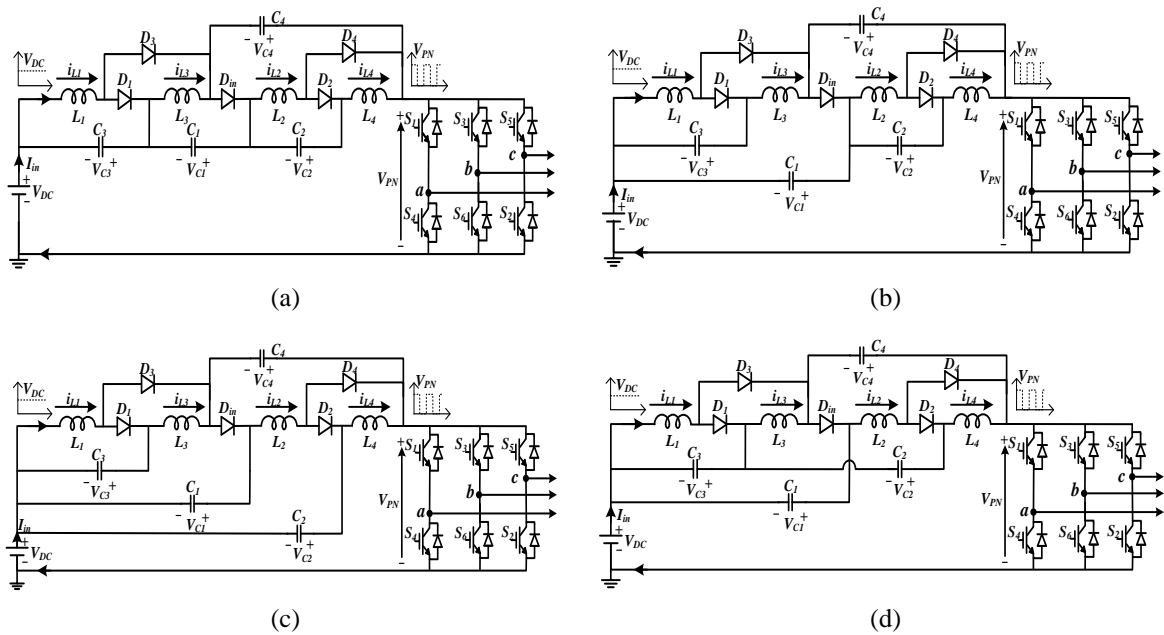 C4
VDC D3 − VC4 + D4 VPN
iL1 D1 iL3 Din iL2 D2 iL4
L1 L3 L2 L4
C3 C1 C2 + S1 S3 S5
− VC3 + − VC1 + − VC2 +
Iin VPN c
+ b
VDC a
− S4 S6 S2
−
(a)
C4
VDC D3 − VC4 + D4 VPN
iL1 D1 iL3 Din iL2 D2 iL4
L1 L3 L2 L4
C3 C2 + S1 S3 S5
− VC3 + − VC2 +
C1 c
Iin − VC1 + VPN b
+ VDC a
− S4 S6 S2
−
(b)
C4
VDC D3 − VC4 + D4 VPN
iL1 D1 iL3 Din iL2 D2 iL4
L1 L3 L2 L4
C3 + S1 S3 S5
− VC3 +
C1 c
− VC1 + VPN b
Iin C2 a
+ VDC − VC2 + S4 S6 S2
− −
(c)
C4
VDC D3 − VC4 + D4 VPN
iL1 D1 iL3 Din iL2 D2 iL4
L1 L3 L2 L4
C3 C2 + S1 S3 S5
− VC3 + − VC2 +
C1 c
− VC1 + VPN b
Iin a
+ VDC S4 S6 S2
− −
(d)